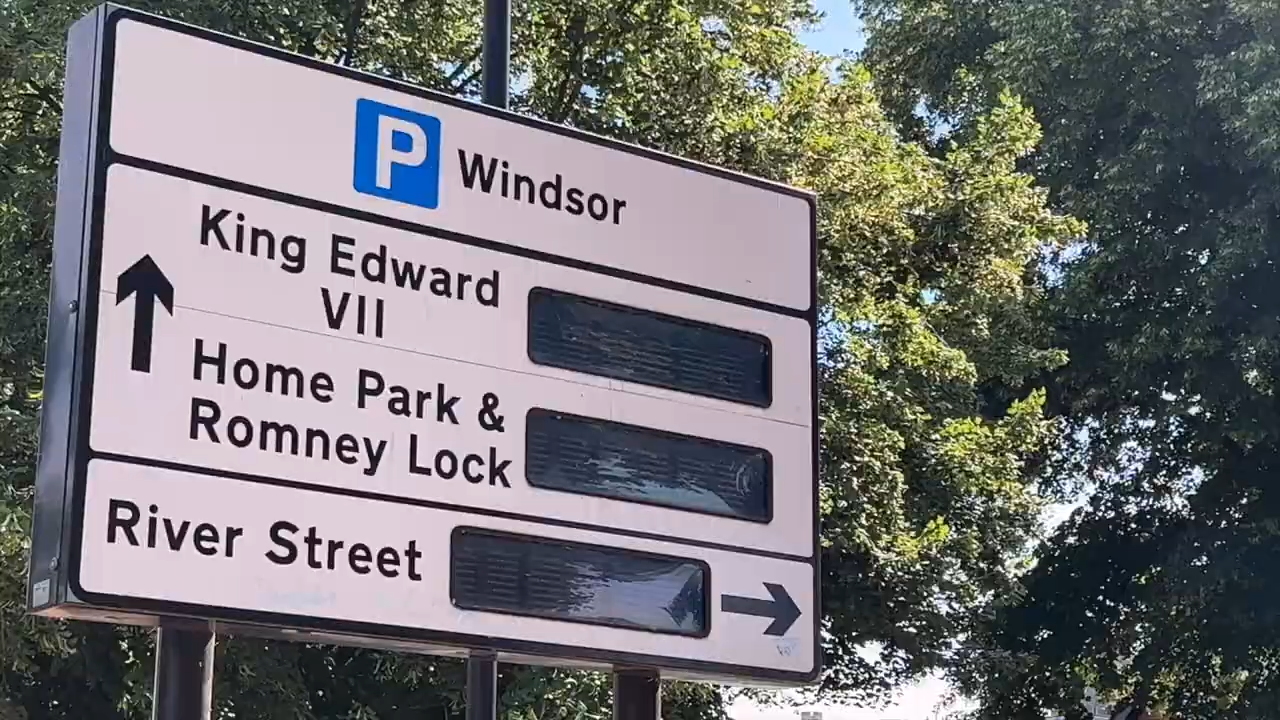 P Windsor
King Edward
VII
Home Park &
Romney Lock
River Street